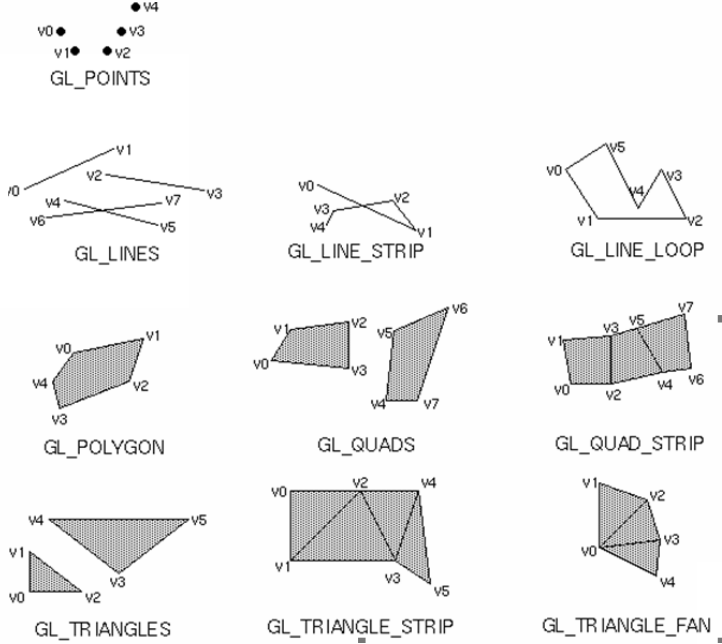 v4
v0 v3
v1 v2
GL_POINTS
v1
v2
v0 v4 v7 v3
v6 v5
GL_LINES
v0
v2
v3
v4 v1
GL_LINE_STRIP
v5
v0 v3
v4
v1 v2
GL_LINE_LOOP
v1
v0
v4 v2
v3
GL_POLYGON
v6
v1 v2 v5
v0 v3
v4 v7
GL_QUADS
v7
v1 v3 v5
v0 v2 v4 v6
GL_QUAD_STRIP
v4 v5
v1
v3
v0 v2
GL_TRIANGLES
v0 v2 v4
v1 v3
v5
GL_TRIANGLE_STRIP
v1
v2
v0 v3
v4
GL_TRIANGLE_FAN